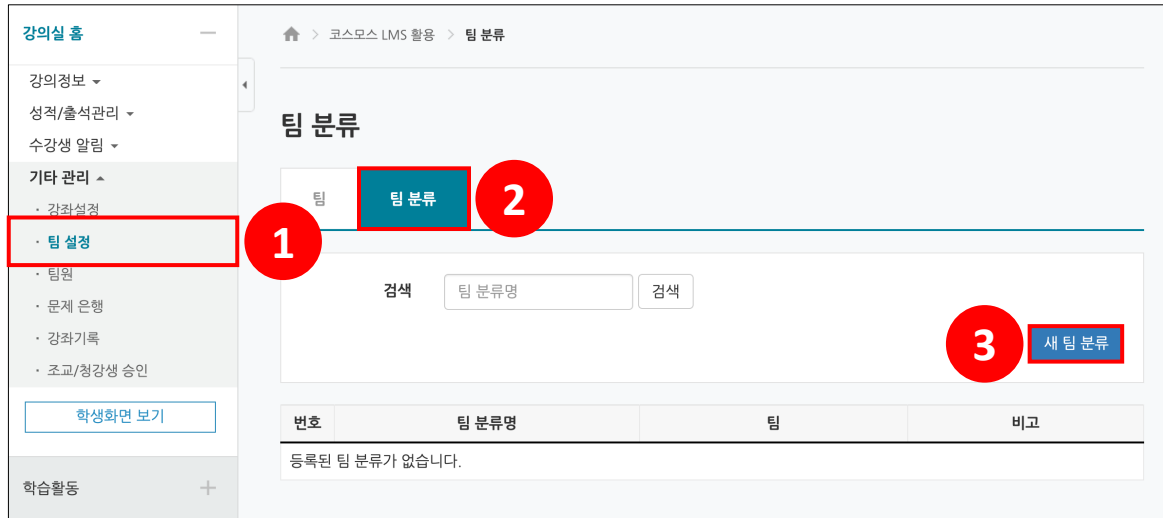 강의실 홈
강의정보
성적/출석관리
수강생 알림
기타 관리
· 강좌설정
· 팀 설정
· 팀원
· 문제 은행
· 강좌기록
· 조교/청강생 승인
학생화면 보기
학습활동
1
> 코스모스 LMS 활용 > 팀 분류
팀 분류
팀 팀 분류 2
검색 팀 분류명 검색
3 새 팀 분류
번호 팀 분류명 팀 비고
등록된 팀 분류가 없습니다.